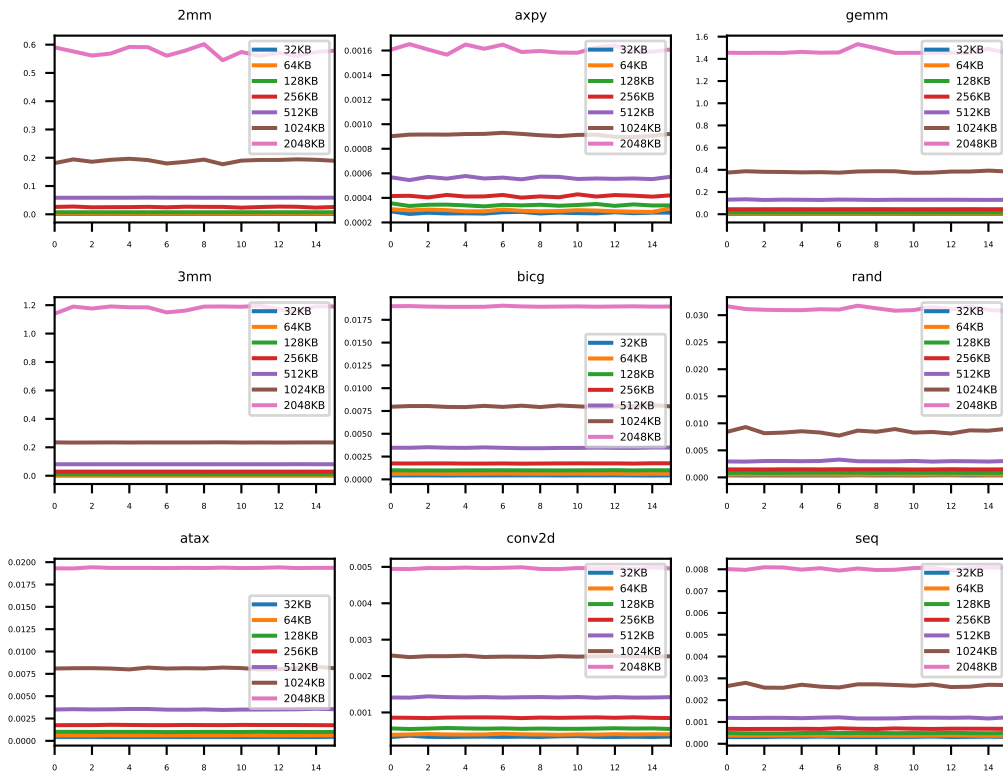 2mm
0.6
0.5
0.4
0.3
0.2
0.1
0.0
0 2 4 6 8 10 12 14
32KB
64KB
128KB
256KB
512KB
1024KB
2048KB
axpy
0.0016
0.0014
0.0012
0.0010
0.0008
0.0006
0.0004
0.0002
0 2 4 6 8 10 12 14
32KB
64KB
128KB
256KB
512KB
1024KB
2048KB
gemm
1.6
1.4
1.2
1.0
0.8
0.6
0.4
0.2
0.0
0 2 4 6 8 10 12 14
32KB
64KB
128KB
256KB
512KB
1024KB
2048KB
3mm
1.2
1.0
0.8
0.6
0.4
0.2
0.0
0 2 4 6 8 10 12 14
32KB
64KB
128KB
256KB
512KB
1024KB
2048KB
bicg
0.0175
0.0150
0.0125
0.0100
0.0075
0.0050
0.0025
0.0000
0 2 4 6 8 10 12 14
32KB
64KB
128KB
256KB
512KB
1024KB
2048KB
rand
0.030
0.025
0.020
0.015
0.010
0.005
0.000
0 2 4 6 8 10 12 14
32KB
64KB
128KB
256KB
512KB
1024KB
2048KB
atax
0.0200
0.0175
0.0150
0.0125
0.0100
0.0075
0.0050
0.0025
0.0000
0 2 4 6 8 10 12 14
32KB
64KB
128KB
256KB
512KB
1024KB
2048KB
conv2d
0.005
0.004
0.003
0.002
0.001
0 2 4 6 8 10 12 14
32KB
64KB
128KB
256KB
512KB
1024KB
2048KB
seq
0.008
0.007
0.006
0.005
0.004
0.003
0.002
0.001
0.000
0 2 4 6 8 10 12 14
32KB
64KB
128KB
256KB
512KB
1024KB
2048KB